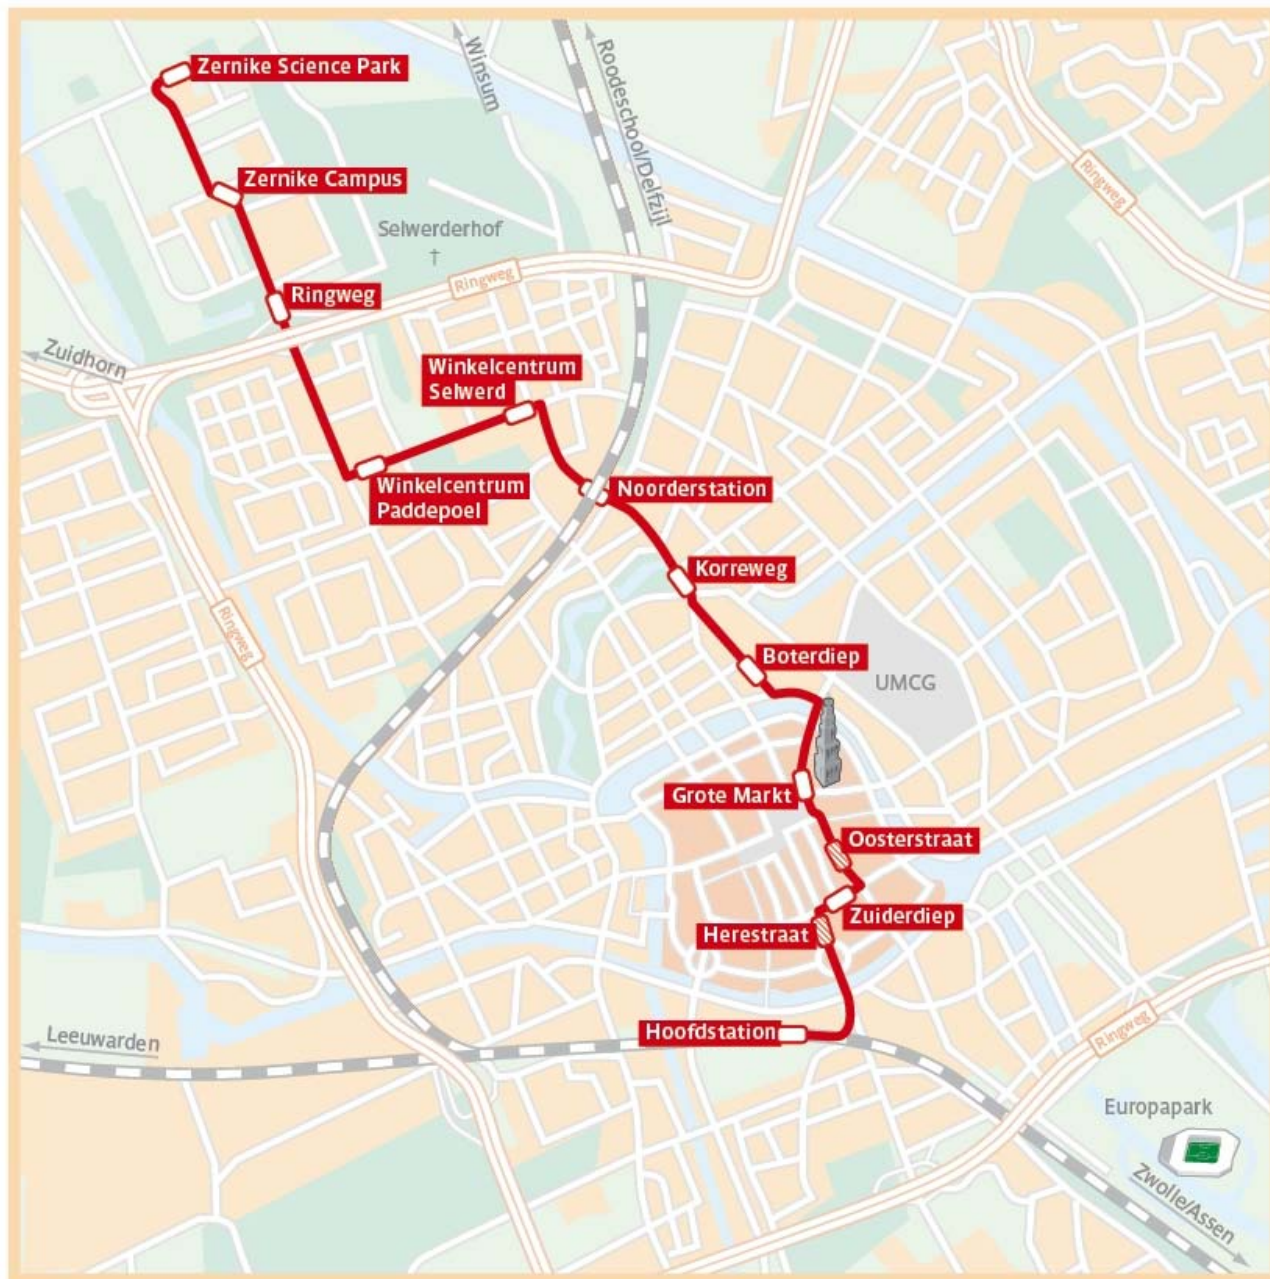 Zernike Science Park
Winsum
Roodeschool/Delfzijl
Zernike Campus
Ringweg
Selwerderhof
Ringweg
Ringweg
Zuidhorn
Winkelcentrum
Selwerd
Winkelcentrum
Paddepoel
Noorderstation
Korreweg
Ringweg
Boterdiep
UMCG
Grote Markt
Oosterstraat
Zuiderdiep
Herestraat
Hoofdstation
Leeuwarden
Ringweg
Europapark
Zwolle/Assen